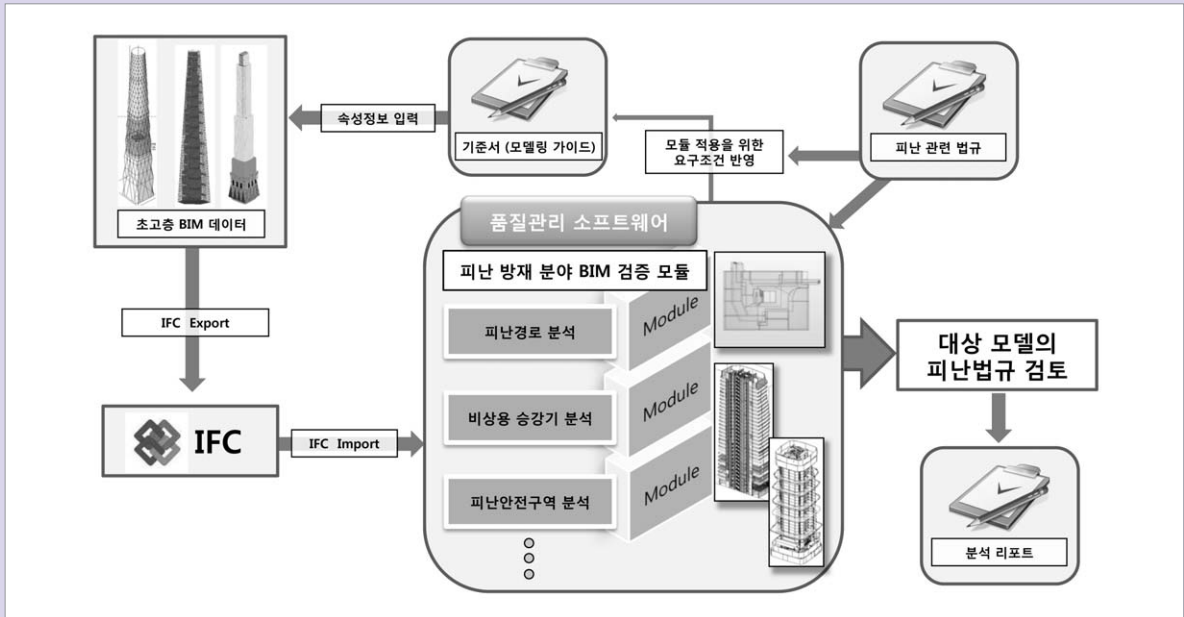 초고층 BIM 데이터
속성정보 입력
기준서 (모델링 가이드)
모듈 적용을 위한
요구조건 반영
피난 관련 법규
IFC Export
IFC
IFC Import
품질관리 소프트웨어
피난 방재 분야 BIM 검증 모듈
피난경로 분석
Module
비상용 승강기 분석
Module
피난안전구역 분석
Module
대상 모델의
피난법규 검토
분석 리포트